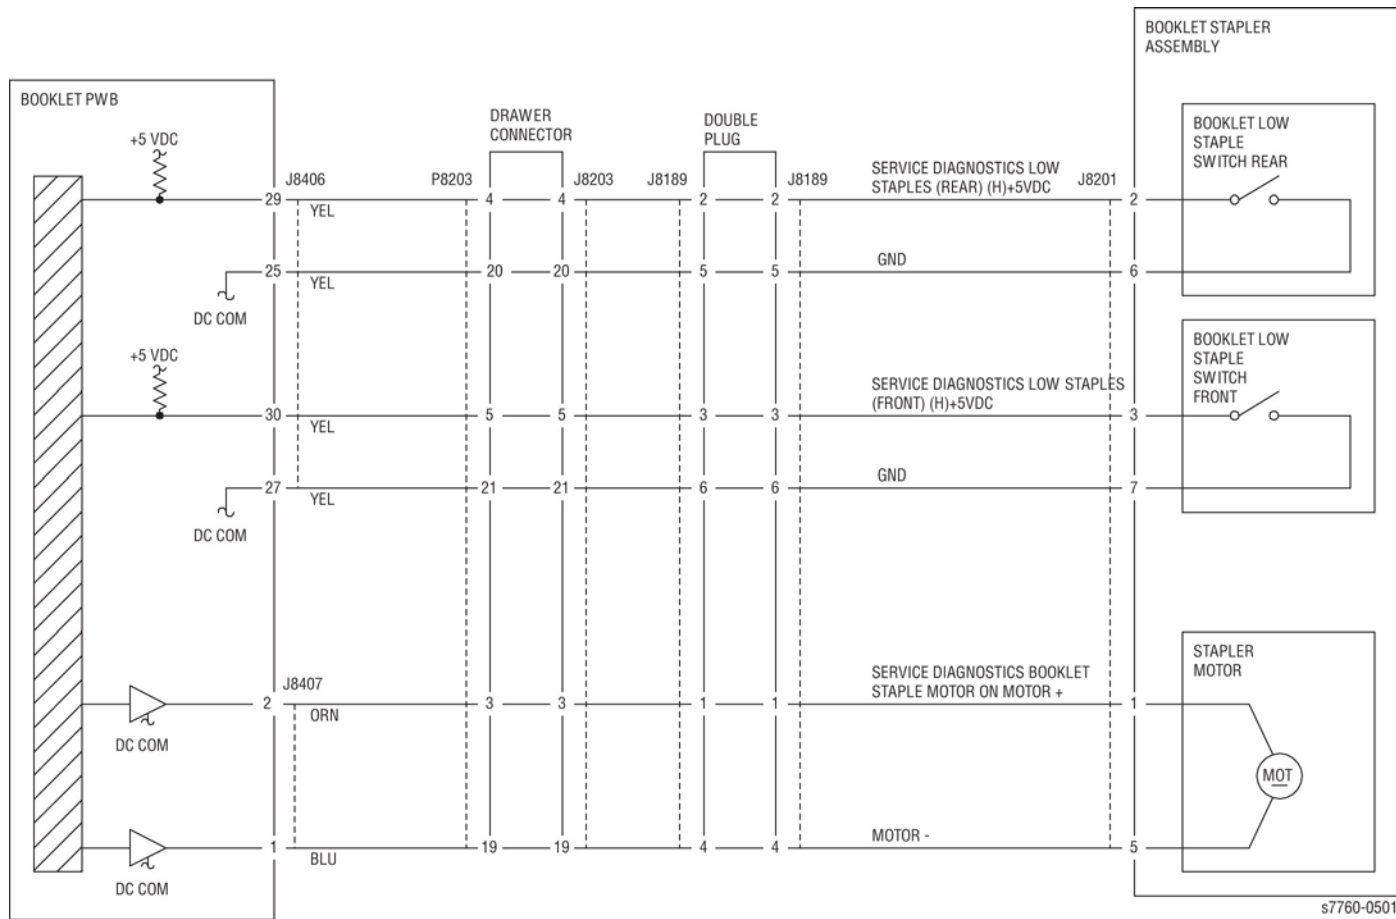 BOOKLET STAPLER
ASSEMBLY
BOOKLET PWB
+5 VDC
DRAWER
CONNECTOR
DOUBLE
PLUG
BOOKLET LOW
STAPLE
SWITCH REAR
J8406
P8203
J8203
J8189
J8189
SERVICE DIAGNOSTICS LOW
STAPLES (REAR) (H)+5VDC
J8201
29
YEL
4
4
2
2
2
25
YEL
20
20
5
5
GND
6
DC COM
+5 VDC
BOOKLET LOW
STAPLE
SWITCH
FRONT
SERVICE DIAGNOSTICS LOW STAPLES
(FRONT) (H)+5VDC
30
YEL
5
5
3
3
3
27
YEL
21
21
6
6
GND
7
DC COM
STAPLER
MOTOR
J8407
SERVICE DIAGNOSTICS BOOKLET
STAPLE MOTOR ON MOTOR +
2
ORN
3
3
1
1
1
DC COM
MOT
1
BLU
19
19
4
4
MOTOR -
5
DC COM
s7760-0501